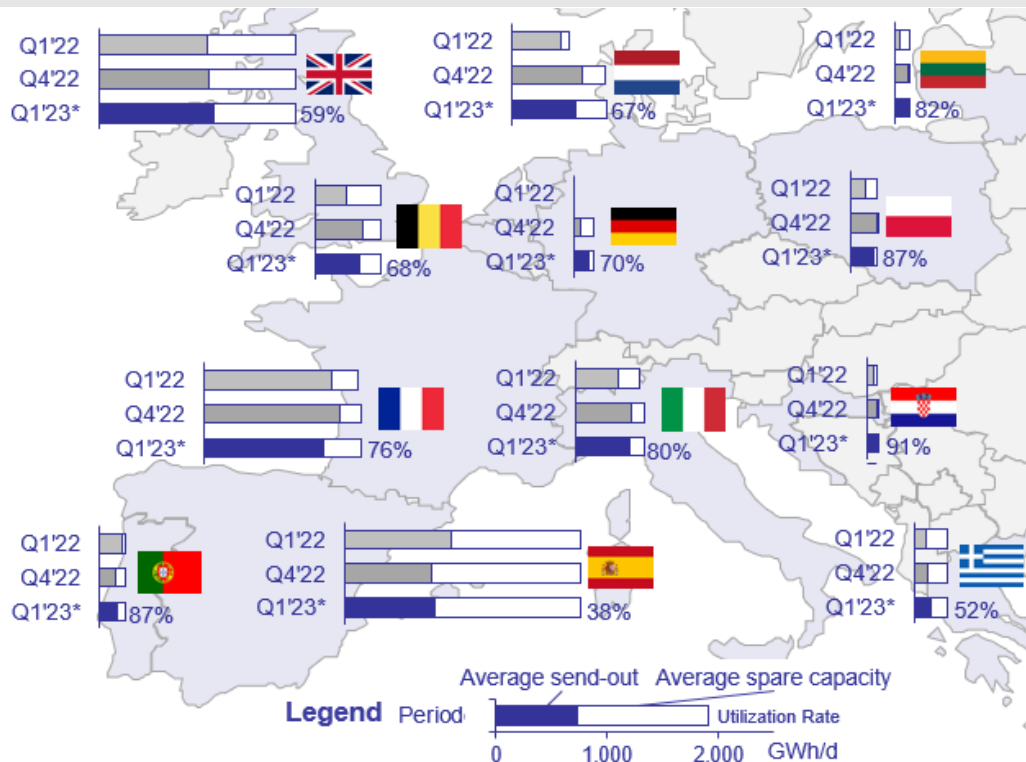 Q1'22
Q4'22
Q1'23*
59%
Q1'22
Q4'22
Q1'23*
67%
Q1'22
Q4'22
Q1'23*
82%
Q1'22
Q4'22
Q1'23*
68%
Q1'22
Q4'22
Q1'23*
70%
Q1'22
Q4'22
Q1'23*
87%
Q1'22
Q4'22
Q1'23*
76%
Q1'22
Q4'22
Q1'23*
80%
Q1'22
Q4'22
Q1'23*
91%
Q1'22
Q4'22
Q1'23*
87%
Q1'22
Q4'22
Q1'23*
38%
Q1'22
Q4'22
Q1'23*
52%
Average send-out Average spare capacity
Legend Period Utilization Rate
0 1.000 2.000 GWh/d